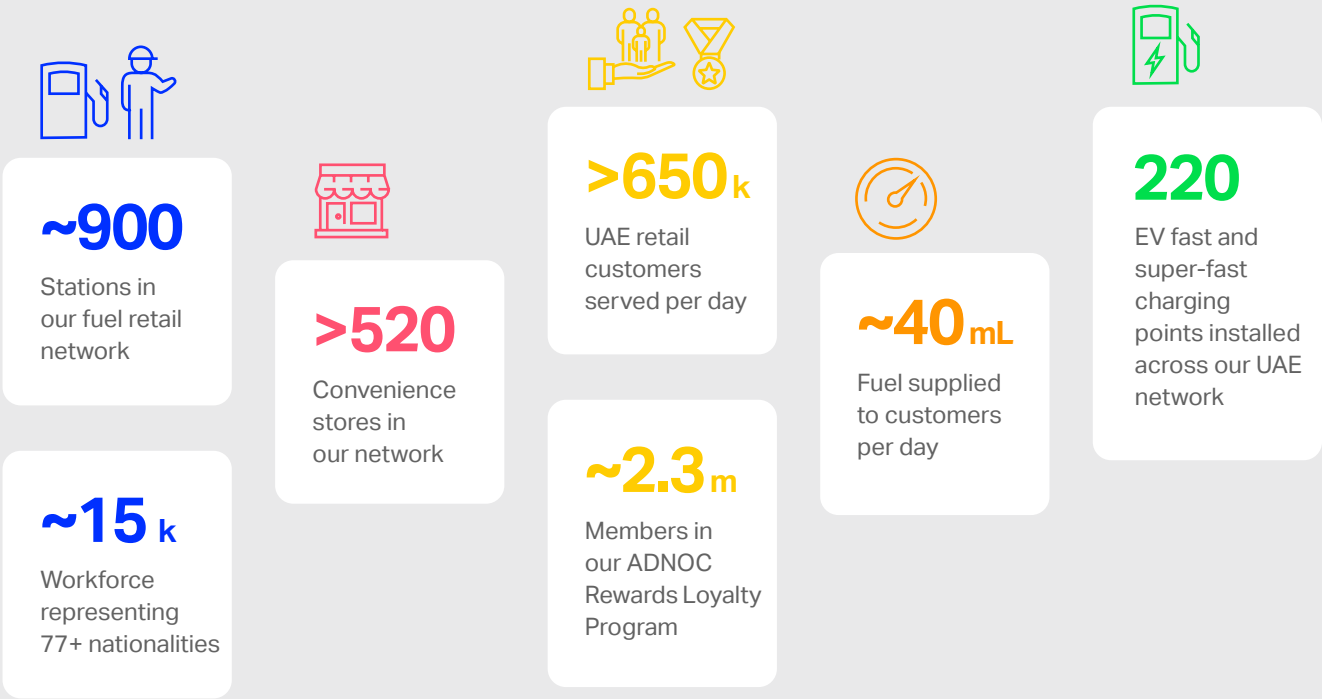 ~900
Stations in
our fuel retail
network
~15 k
Workforce
representing
77+ nationalities
>520
Convenience
stores in
our network
>650 k
UAE retail
customers
served per day
~2.3 m
Members in
our ADNOC
Rewards Loyalty
Program
~40 mL
Fuel supplied
to customers
per day
220
EV fast and
super-fast
charging
points installed
across our UAE
network